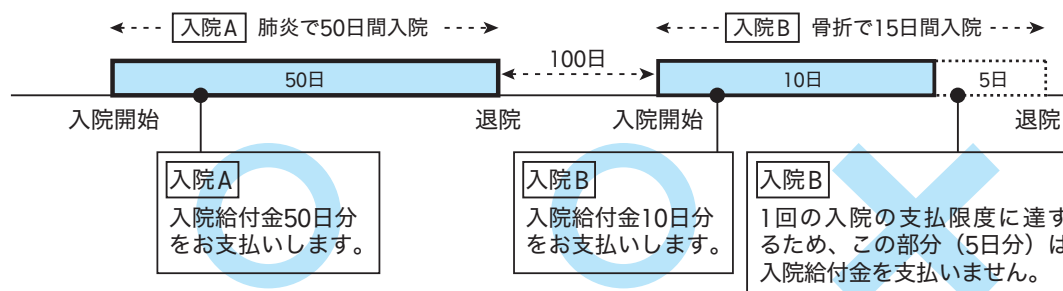 入院A 肺炎で50日間入院
入院B 骨折で15日間入院
100日
50日
10日
5日
入院開始
退院
入院開始
退院
入院A
入院給付金50日分
をお支払いします。
入院B
入院給付金10日分
をお支払いします。
入院B
1回の入院の支払限度に達す
るため、この部分（5日分）は
入院給付金を支払いません。